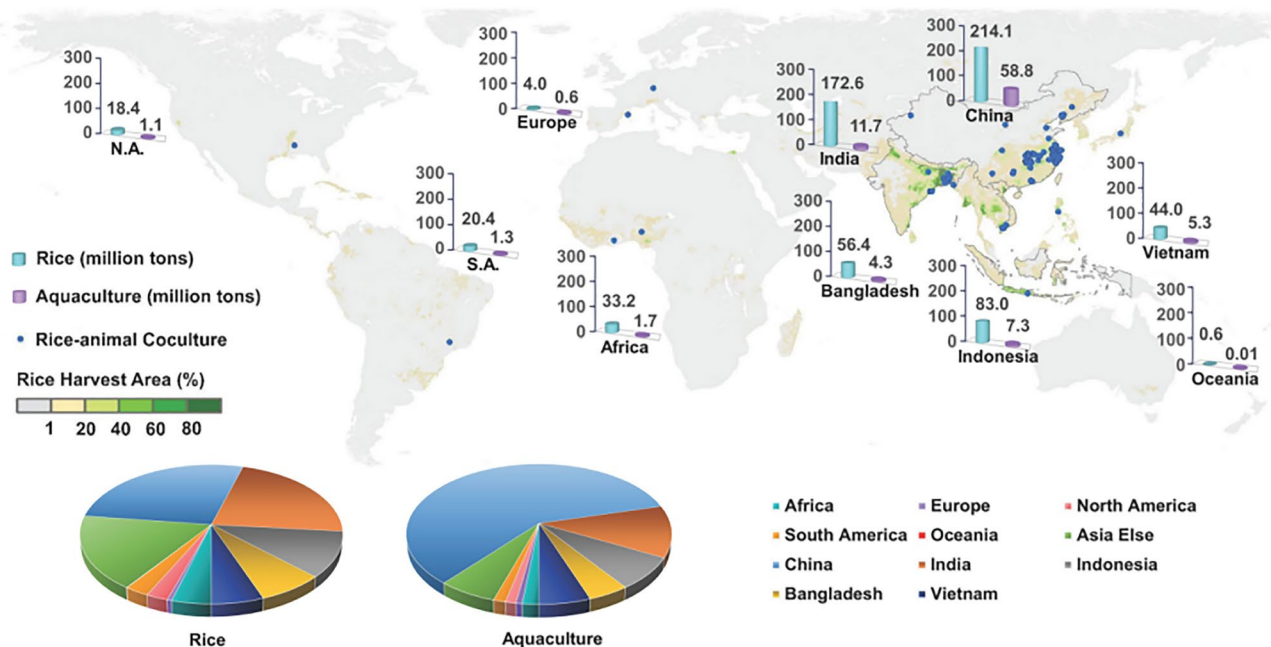 300
200
100
0
18.4
1.1
N.A.
300
200
100
0
4.0
0.6
Europe
300
200
100
0
172.6
11.7
India
300
200
100
0
214.1
58.8
China
300
200
100
0
20.4
1.3
S.A.
300
200
100
0
33.2
1.7
Africa
300
200
100
0
56.4
4.3
Bangladesh
300
200
100
0
44.0
5.3
Vietnam
300
200
100
0
83.0
7.3
Indonesia
300
200
100
0
0.6
0.01
Oceania
Rice (million tons)
Aquaculture (million tons)
Rice-animal Coculture
Rice Harvest Area (%)
1 20 40 60 80
Rice
Aquaculture
Africa Europe North America
South America Oceania Asia Else
China India Indonesia
Bangladesh Vietnam